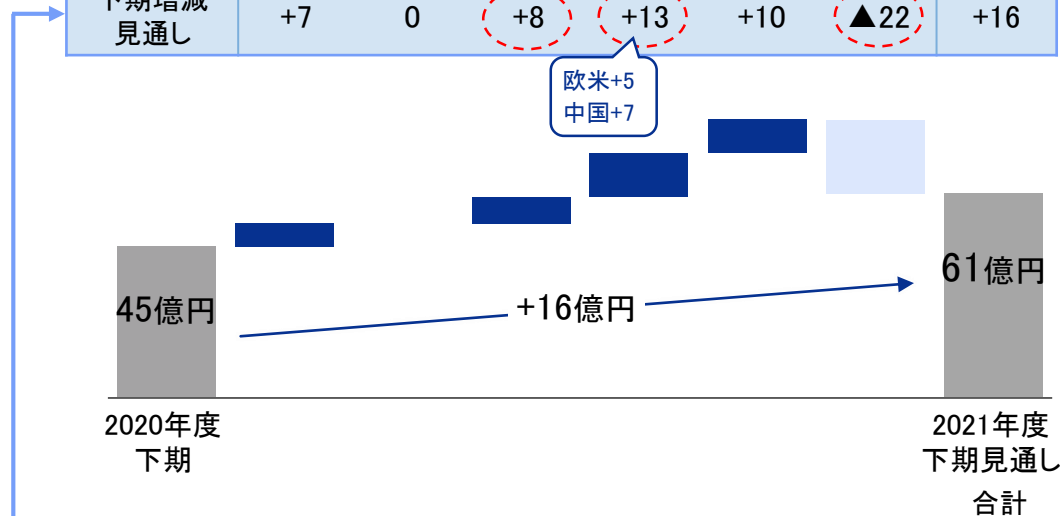 下期増減
見通し
+7 0 +8 +13 +10 ▲22 +16
欧米+5
中国+7
45億円
+16億円
61億円
2020年度
下期
2021年度
下期見通し
合計